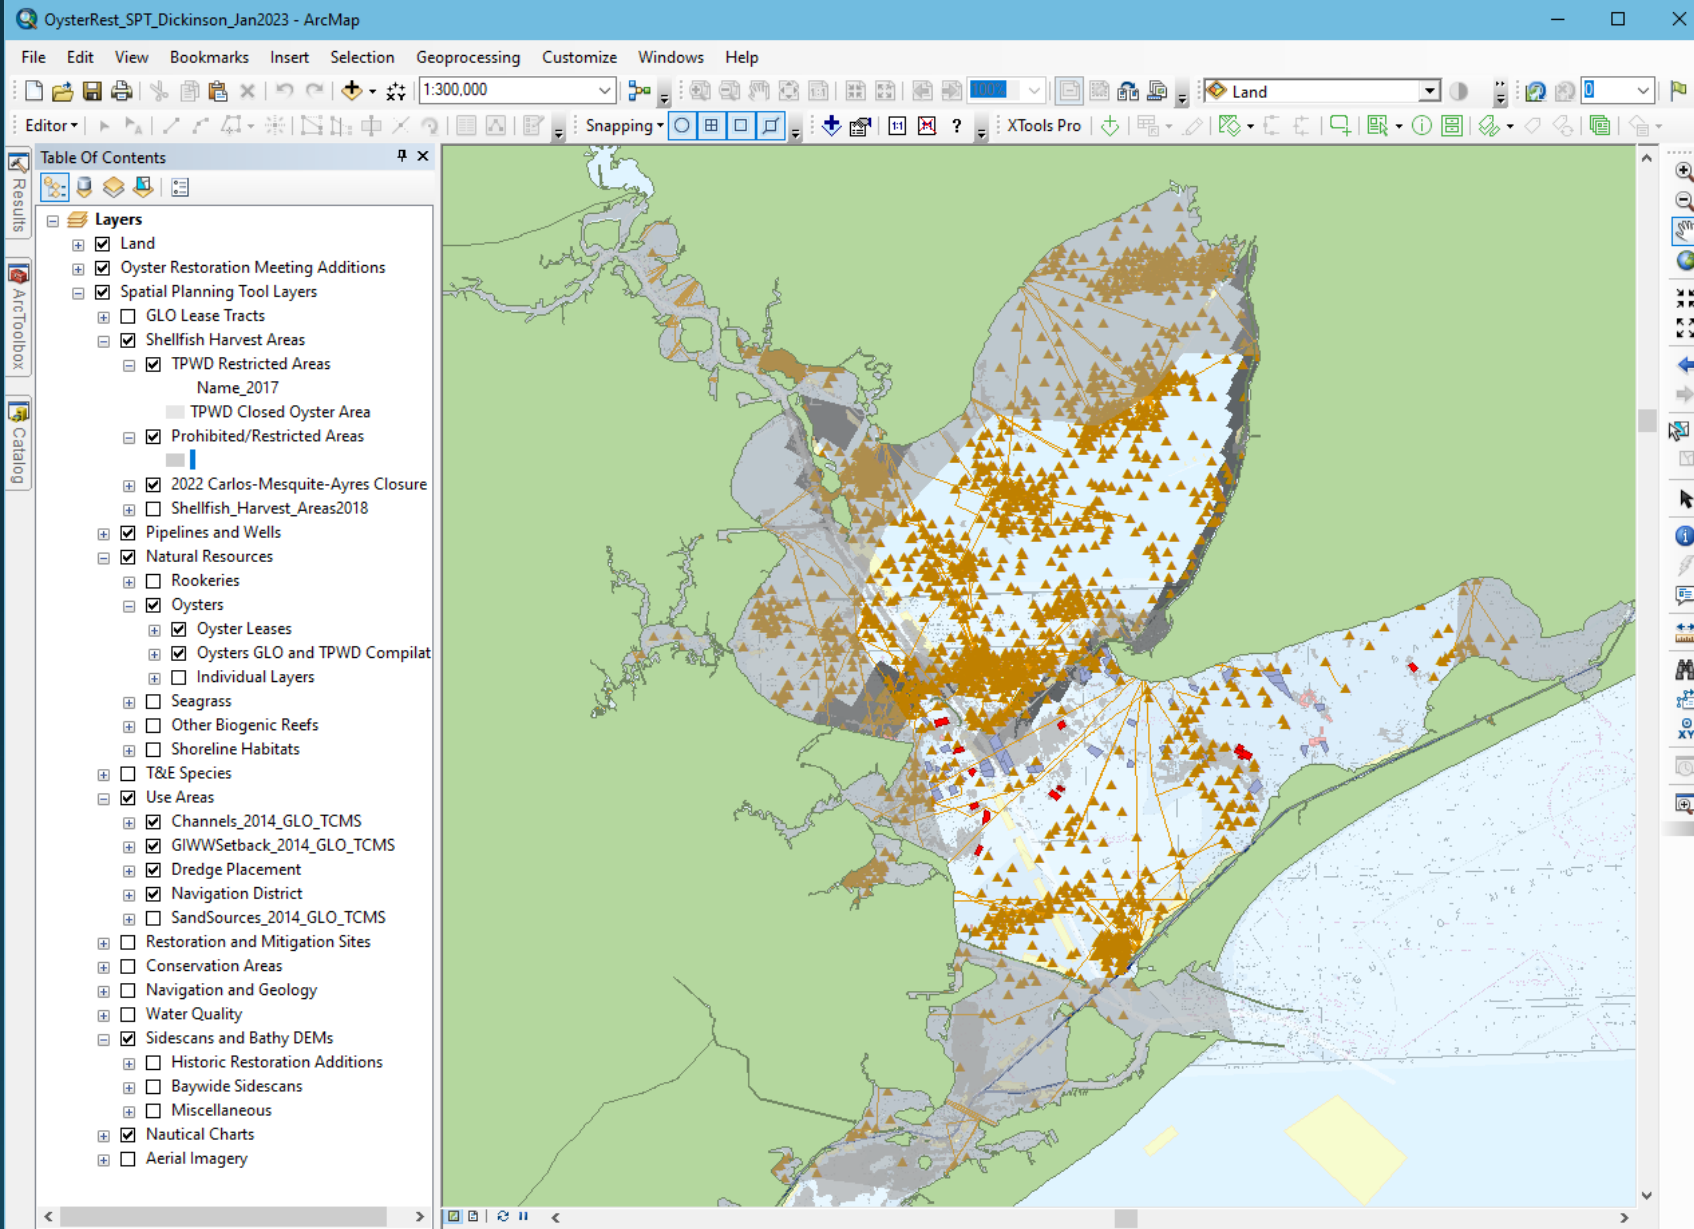 OysterRest_SPT_Dickinson_Jan2023 - ArcMap
File Edit View Bookmarks Insert Selection Geoprocessing Customize Windows Help
1:300,000 100% Land 0
Editor Snapping 1:1 ? XTools Pro
Results
ArcToolbox
Catalog
Table Of Contents
Layers
Land
Oyster Restoration Meeting Additions
Spatial Planning Tool Layers
GLO Lease Tracts
Shellfish Harvest Areas
TPWD Restricted Areas
Name_2017
TPWD Closed Oyster Area
Prohibited/Restricted Areas
2022 Carlos-Mesquite-Ayres Closure
Shellfish_Harvest_Areas2018
Pipelines and Wells
Natural Resources
Rookeries
Oysters
Oyster Leases
Oysters GLO and TPWD Compilat
Individual Layers
Seagrass
Other Biogenic Reefs
Shoreline Habitats
T&E Species
Use Areas
Channels_2014_GLO_TCMS
GIWWSetback_2014_GLO_TCMS
Dredge Placement
Navigation District
SandSources_2014_GLO_TCMS
Restoration and Mitigation Sites
Conservation Areas
Navigation and Geology
Water Quality
Sidescans and Bathy DEMs
Historic Restoration Additions
Baywide Sidescans
Miscellaneous
Nautical Charts
Aerial Imagery
XY